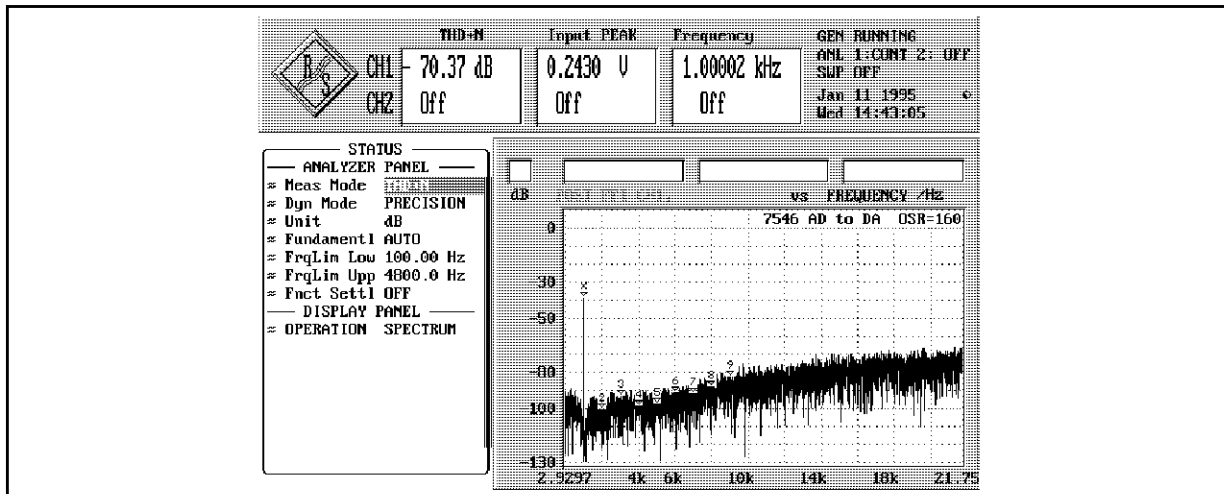 THD+N Input PEAK Frequency GEN RUNNING
ANL 1:CONT 2: OFF
R&S CH1 - 70.37 dB 0.2430 V 1.00002 kHz SWP OFF
CH2 Off Off Off Jan 11 1995
Wed 14:43:05
STATUS
ANALYZER PANEL
Meas Mode THD+N
Dyn Mode PRECISION
Unit dB
Fundamentl AUTO
FrqLim Low 100.00 Hz
FrqLim Upp 4800.0 Hz
Fnct Settl OFF
DISPLAY PANEL
OPERATION SPECTRUM
dB vs FREQUENCY /Hz
7546 AD to DA OSR=160
0
-30
-50
-80
100
-130
2.9297 4k 6k 10k 14k 18k 21.75